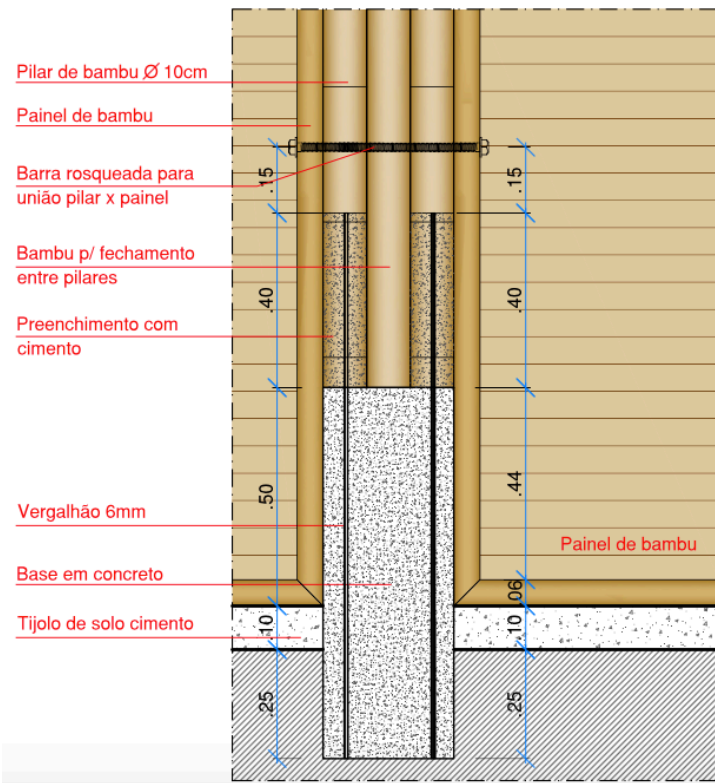 Pilar de bambu Ø 10cm
Painel de bambu
Barra rosqueada para
união pilar x painel
Bambu p/ fechamento
entre pilares
Preenchimento com
cimento
Vergalhão 6mm
Base em concreto
Tijolo de solo cimento
.15
.40
.50
.10
.25
.15
.40
.44
.06
.10
.25
Painel de bambu